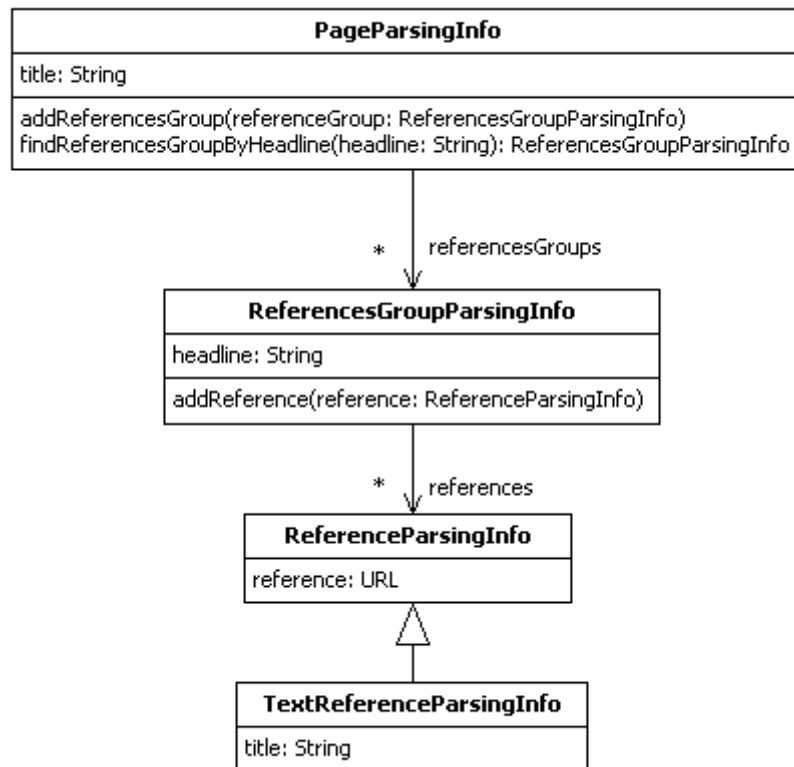 PageParsingInfo
title: String
addReferencesGroup(referenceGroup: ReferencesGroupParsingInfo)
findReferencesGroupByHeadline(headline: String): ReferencesGroupParsingInfo
* referencesGroups
ReferencesGroupParsingInfo
headline: String
addReference(reference: ReferenceParsingInfo)
* references
ReferenceParsingInfo
reference: URL
TextReferenceParsingInfo
title: String